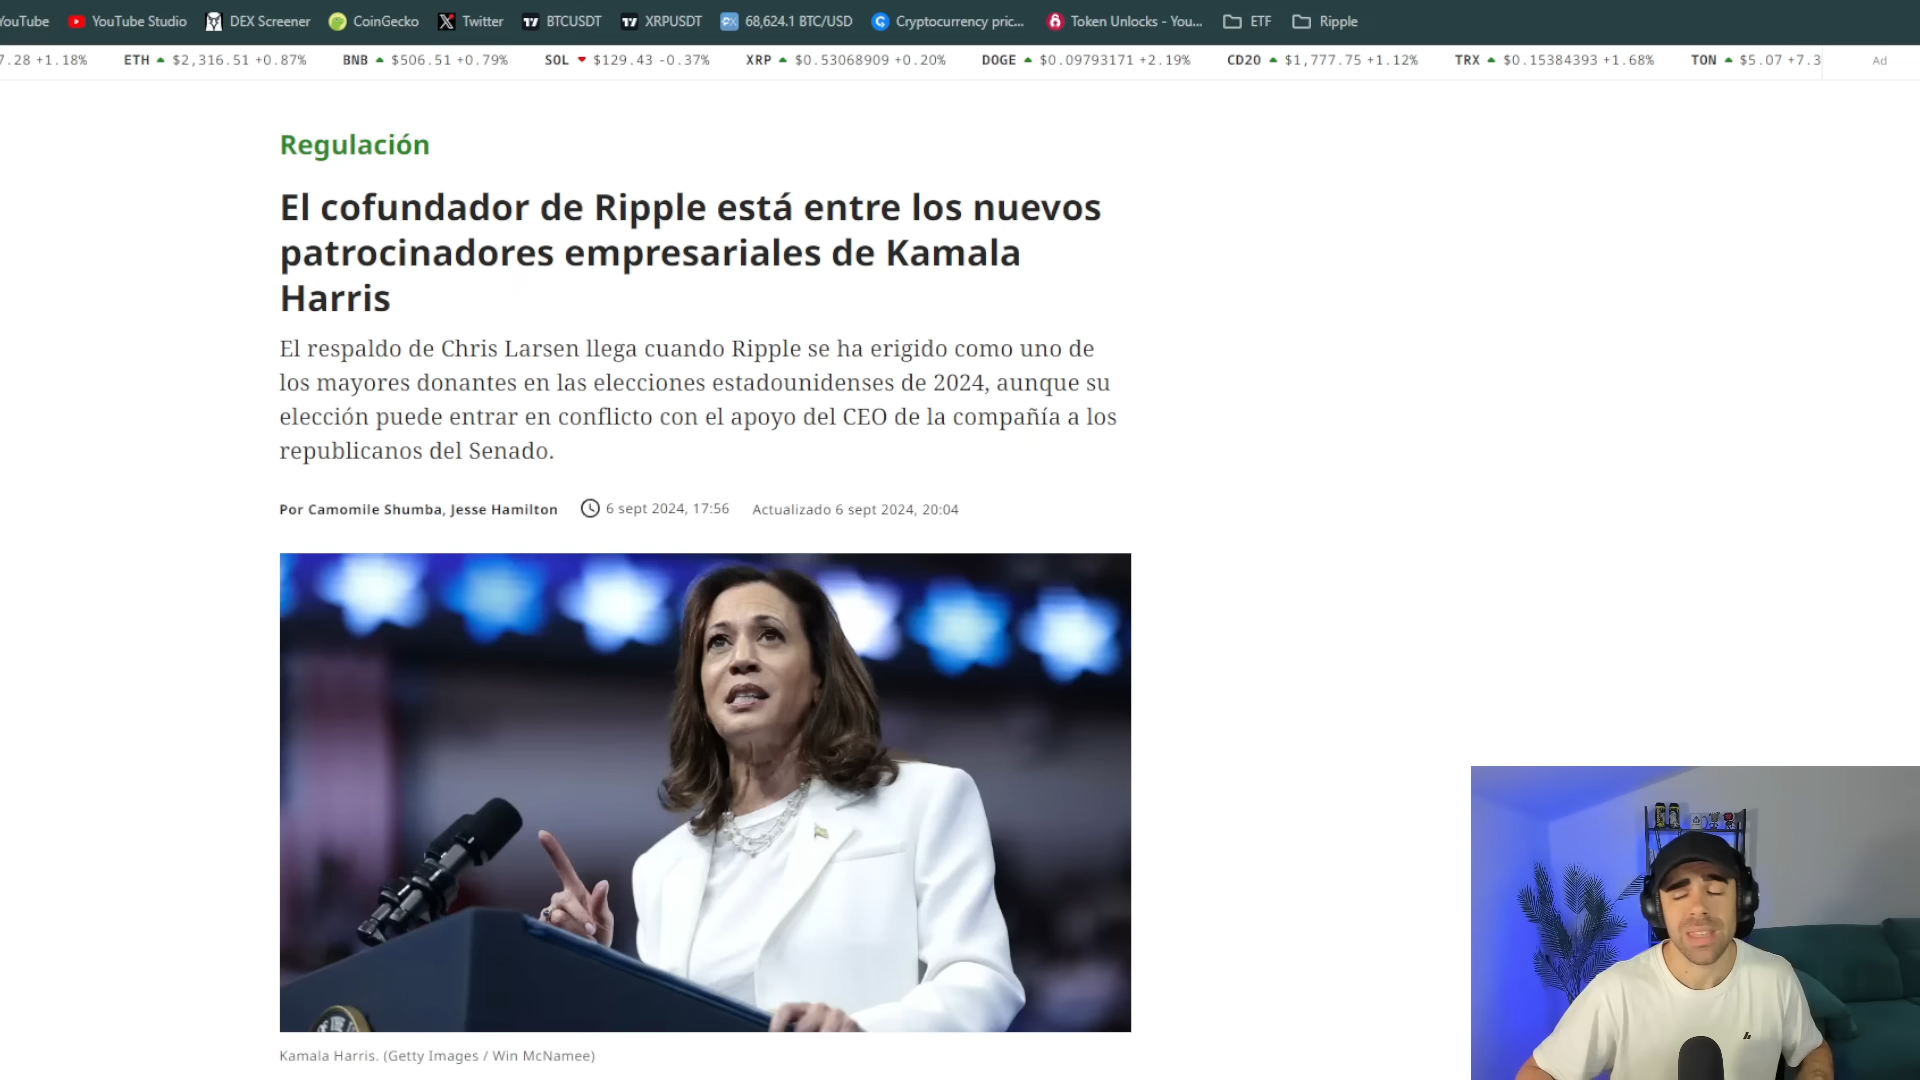 YouTube YouTube Studio DEX Screener CoinGecko Twitter BTCUSDT XRPUSDT 68,624.1 BTC/USD Cryptocurrency pric... Token Unlocks - You... ETF Ripple
7.28 +1.18% ETH $2,316.51 +0.87% BNB $506.51 +0.79% SOL $129.43 -0.37% XRP $0.53068909 +0.20% DOGE $0.09793171 +2.19% CD20 $1,777.75 +1.12% TRX $0.15384393 +1.68% TON $5.07 +7.3 Ad
Regulación
El cofundador de Ripple está entre los nuevos
patrocinadores empresariales de Kamala
Harris
El respaldo de Chris Larsen llega cuando Ripple se ha erigido como uno de
los mayores donantes en las elecciones estadounidenses de 2024, aunque su
elección puede entrar en conflicto con el apoyo del CEO de la compañía a los
republicanos del Senado.
Por Camomile Shumba, Jesse Hamilton 6 sept 2024, 17:56 Actualizado 6 sept 2024, 20:04
Kamala Harris. (Getty Images / Win McNamee)